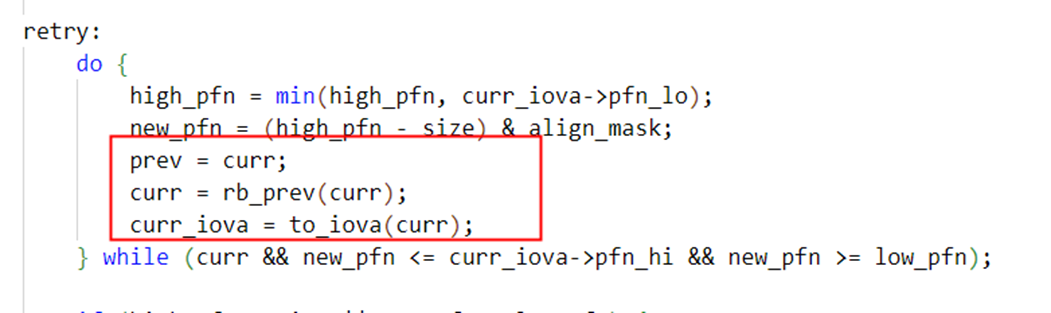 retry:
do {
high_pfn = min(high_pfn, curr_iova->pfn_lo);
new_pfn = (high_pfn - size) & align_mask;
prev = curr;
curr = rb_prev(curr);
curr_iova = to_iova(curr);
} while (curr && new_pfn <= curr_iova->pfn_hi && new_pfn >= low_pfn);